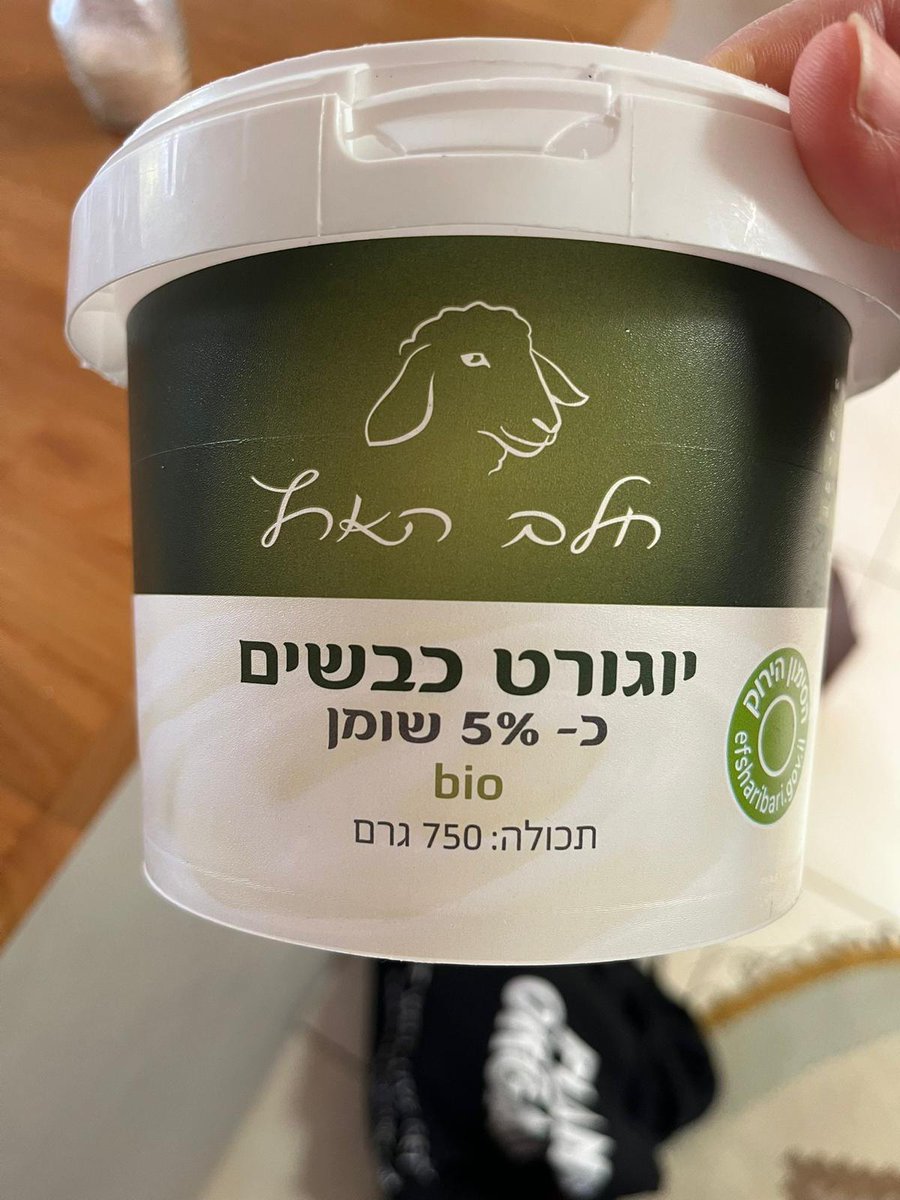 חלב הארץ
יוגורט כבשים
כ- 5% שומן
bio
תכולה: 750 גרם
הסימון הירוק
efsharibari.gov.il